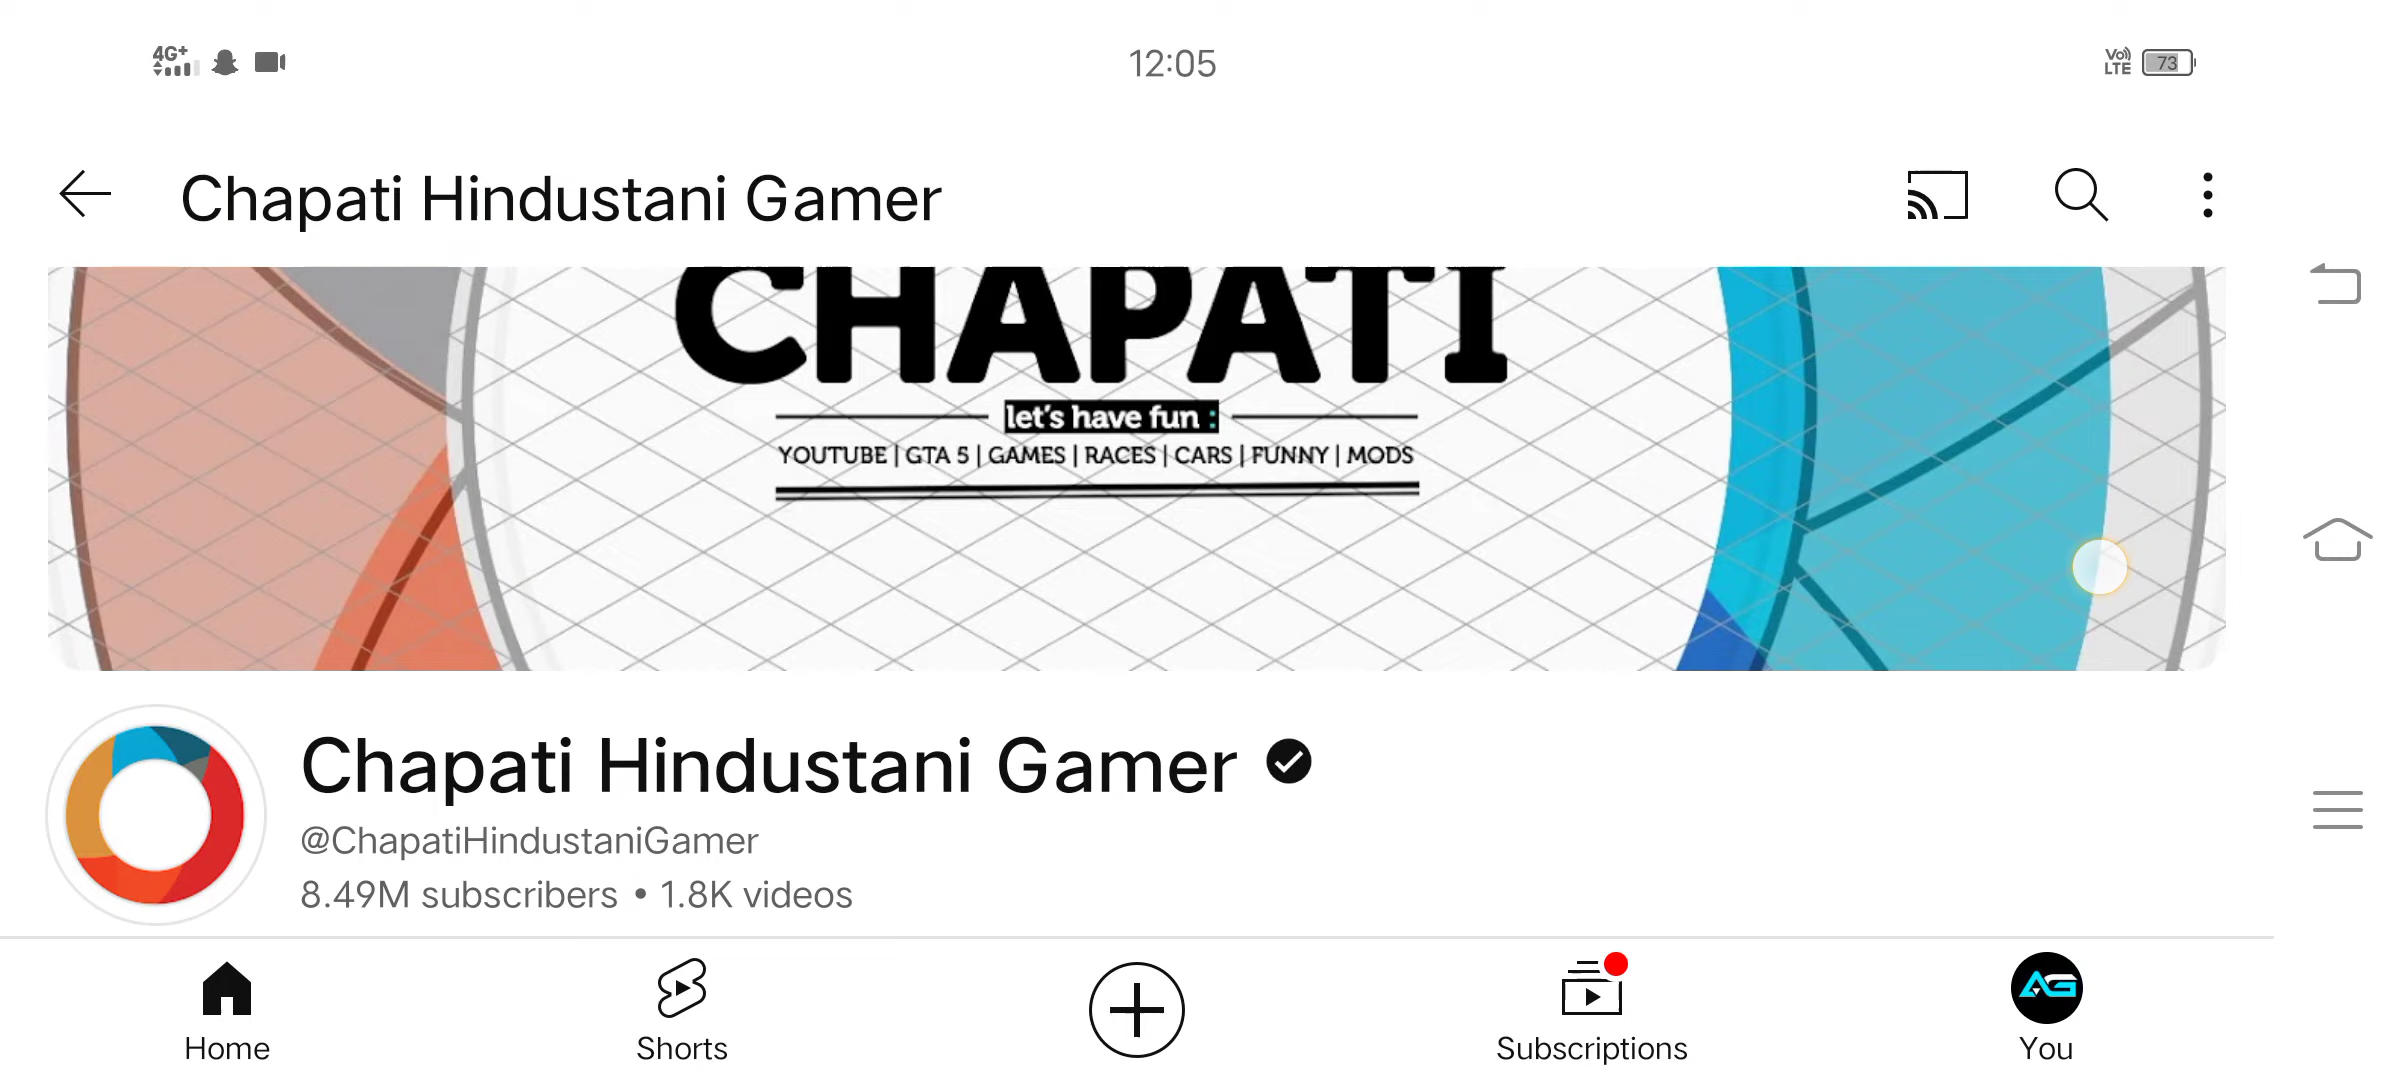 4G+
12:05
Vo)) LTE
73
Chapati Hindustani Gamer
CHAPATI
let's have fun :
YOUTUBE | GTA 5 | GAMES | RACES | CARS | FUNNY | MODS
Chapati Hindustani Gamer
@ChapatiHindustaniGamer
8.49M subscribers • 1.8K videos
AG
Home
Shorts
Subscriptions
You